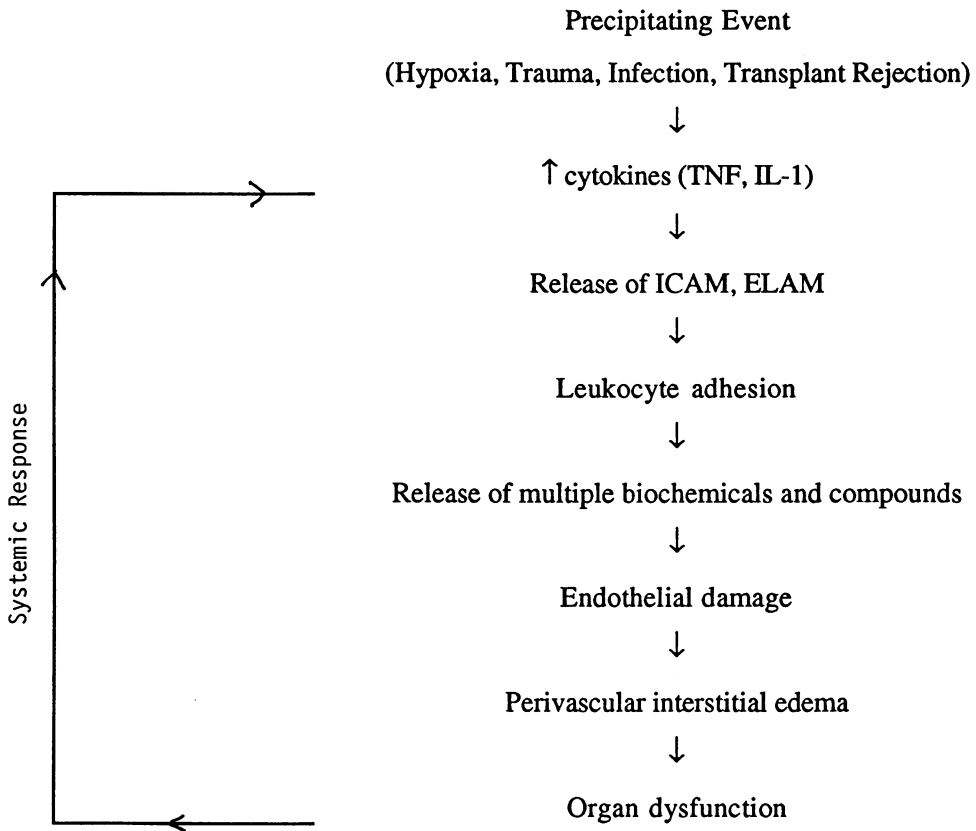 Precipitating Event
(Hypoxia, Trauma, Infection, Transplant Rejection)
↓
↑ cytokines (TNF, IL-1)
↓
Release of ICAM, ELAM
↓
Leukocyte adhesion
↓
Release of multiple biochemicals and compounds
↓
Endothelial damage
↓
Perivascular interstitial edema
↓
Organ dysfunction
Systemic Response